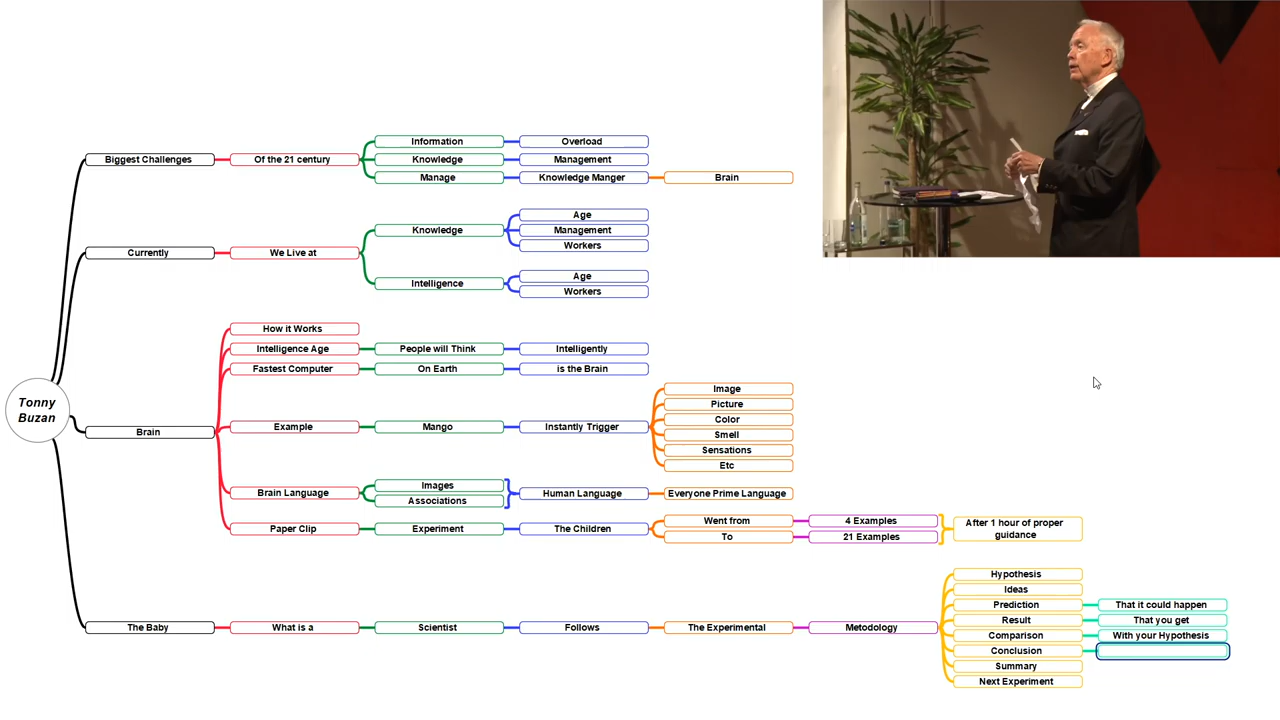 Tonny
Buzan
Biggest Challenges
Of the 21 century
Information
Overload
Knowledge
Management
Manage
Knowledge Manger
Brain
Currently
We Live at
Knowledge
Age
Management
Workers
Intelligence
Age
Workers
Brain
How it Works
Intelligence Age
People will Think
Intelligently
Fastest Computer
On Earth
is the Brain
Example
Mango
Instantly Trigger
Image
Picture
Color
Smell
Sensations
Etc
Brain Language
Images
Associations
Human Language
Everyone Prime Language
Paper Clip
Experiment
The Children
Went from
4 Examples
To
21 Examples
After 1 hour of proper
guidance
The Baby
What is a
Scientist
Follows
The Experimental
Metodology
Hypothesis
Ideas
Prediction
That it could happen
Result
That you get
Comparison
With your Hypothesis
Conclusion
Summary
Next Experiment